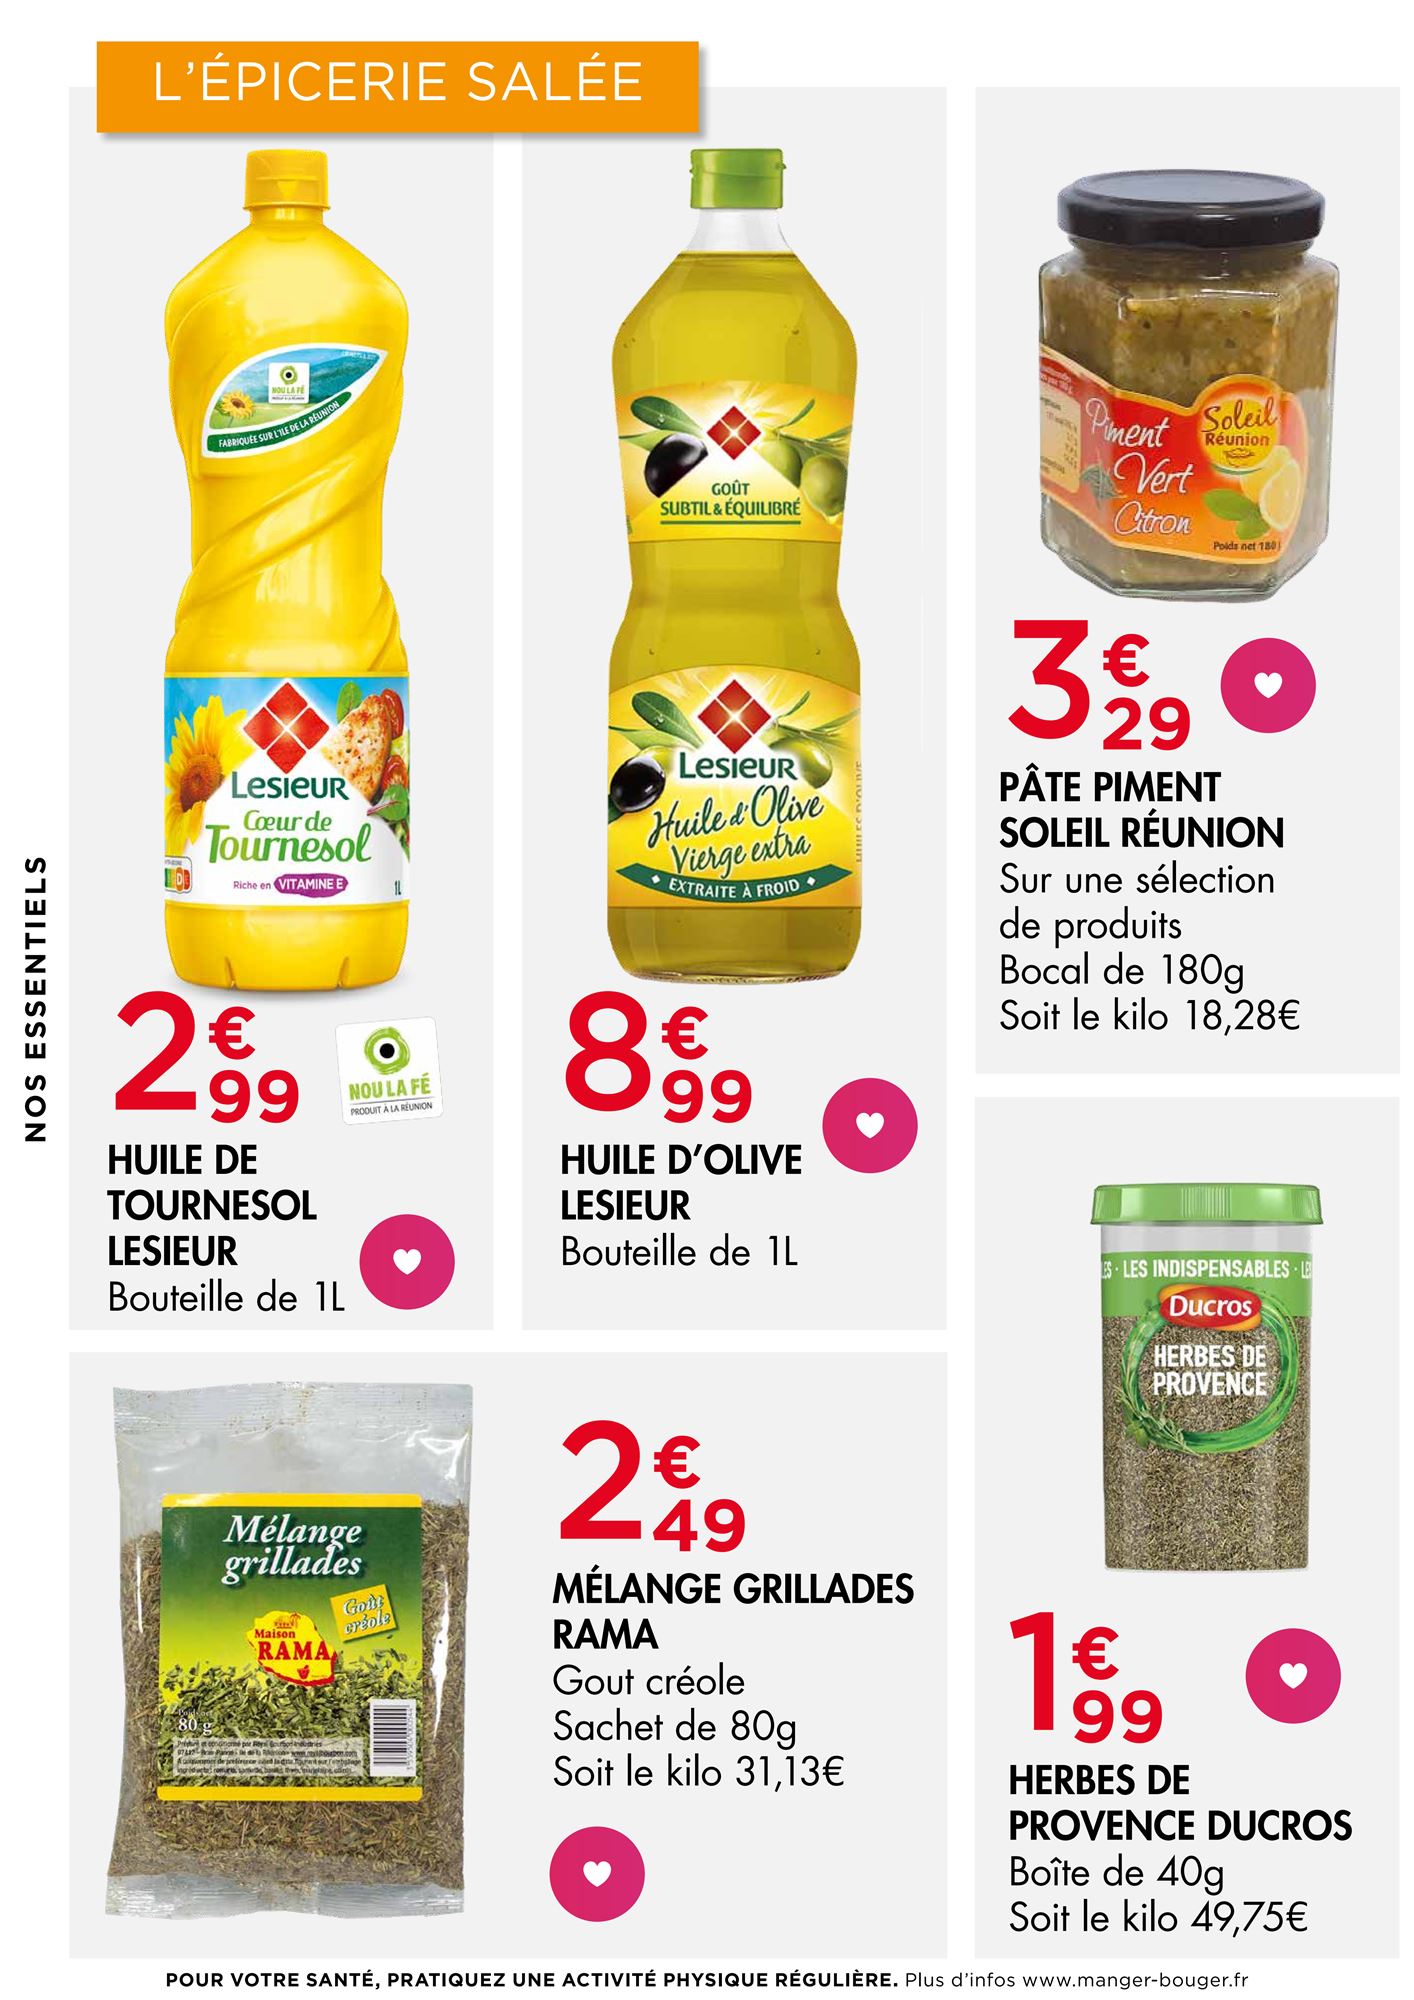 L'ÉPICERIE SALÉE
NOS ESSENTIELS
NOU LA FÉ
FABRIQUÉE SUR L'ILE DE LA RÉUNION
LESIEUR
Cœur de
Tournesol
Riche en VITAMINE E
1L
2€99
NOU LA FÉ
PRODUIT À LA RÉUNION
HUILE DE
TOURNESOL
LESIEUR
Bouteille de 1L
GOÛT
SUBTIL & ÉQUILIBRÉ
LESIEUR
Huile d'Olive
Vierge extra
EXTRAITE À FROID
8€99
HUILE D'OLIVE
LESIEUR
Bouteille de 1L
Piment
Vert
Citron
Soleil
Réunion
Poids net 180
3€29
PÂTE PIMENT
SOLEIL RÉUNION
Sur une sélection
de produits
Bocal de 180g
Soit le kilo 18,28€
Mélange
grillades
Goût
créole
Maison
RAMA
Poids net
80 g
2€49
MÉLANGE GRILLADES
RAMA
Gout créole
Sachet de 80g
Soit le kilo 31,13€
LES INDISPENSABLES
Ducros
HERBES DE
PROVENCE
1€99
HERBES DE
PROVENCE DUCROS
Boîte de 40g
Soit le kilo 49,75€
POUR VOTRE SANTÉ, PRATIQUEZ UNE ACTIVITÉ PHYSIQUE RÉGULIÈRE. Plus d'infos www.manger-bouger.fr